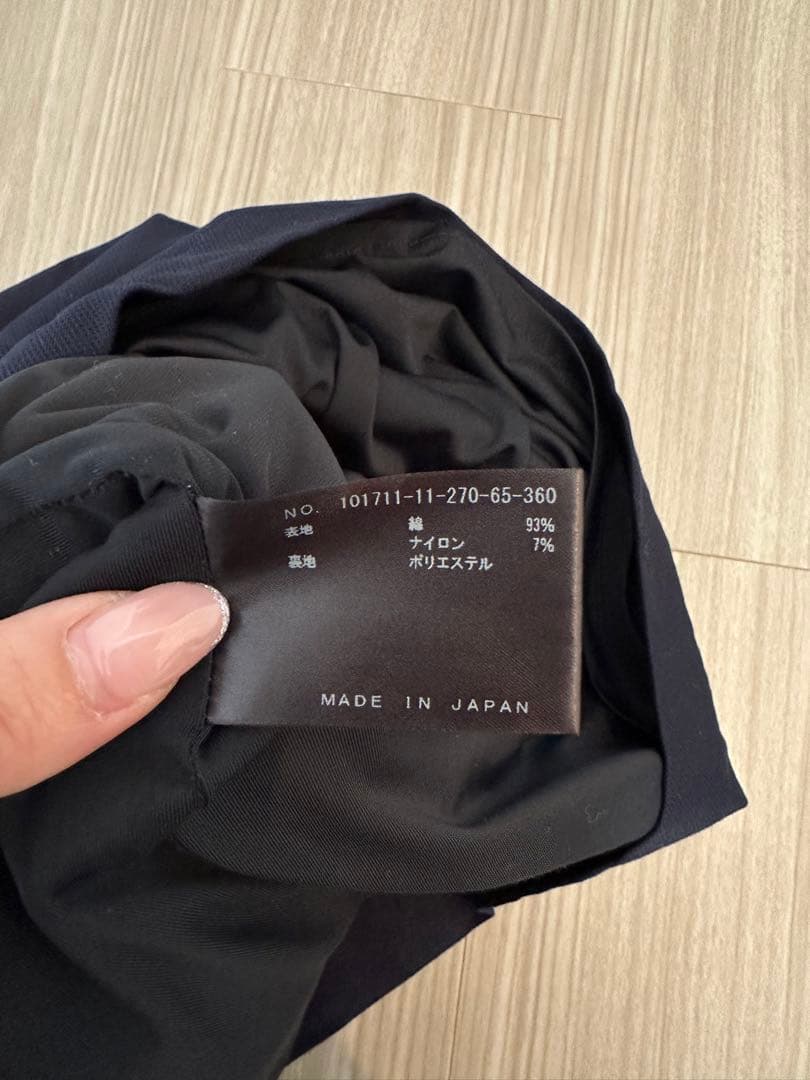 NO. 101711-11-270-65-360
表地 綿 93%
ナイロン 7%
裏地 ポリエステル
MADE IN JAPAN